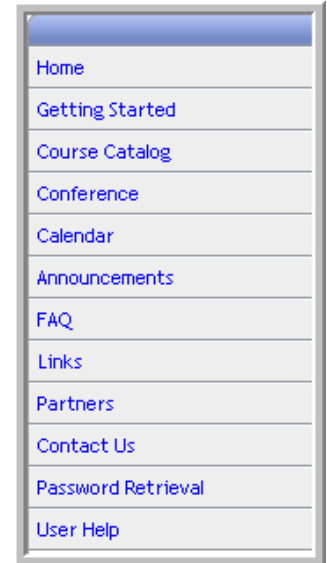 Home
Getting Started
Course Catalog
Conference
Calendar
Announcements
FAQ
Links
Partners
Contact Us
Password Retrieval
User Help